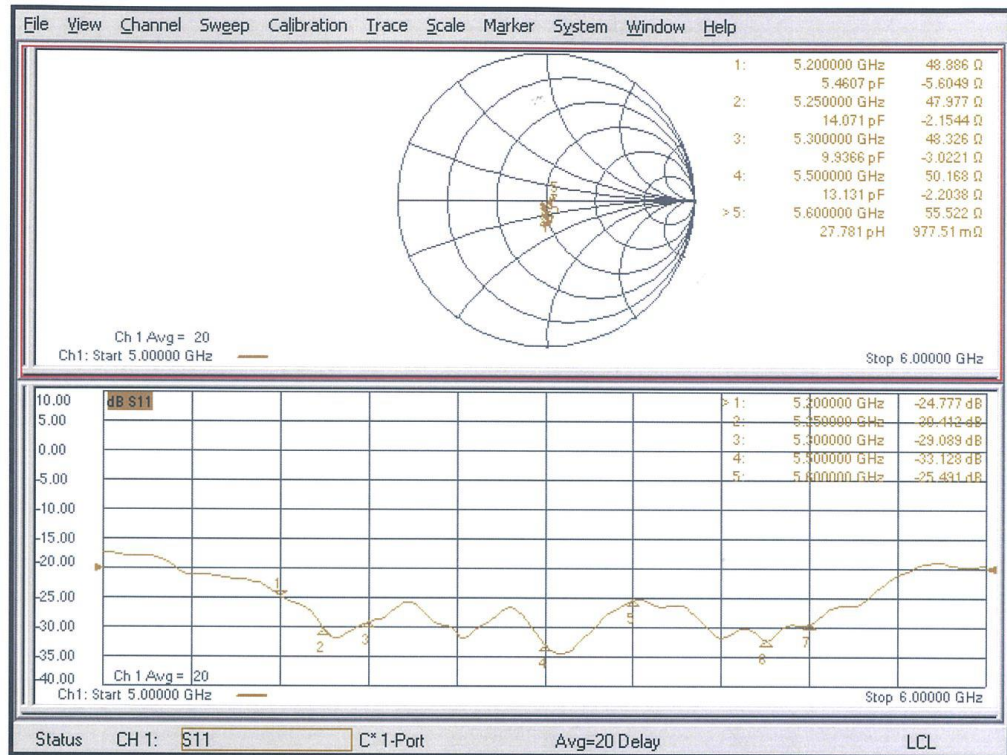 File View Channel Sweep Calibration Trace Scale Marker System Window Help
1: 5.200000 GHz 48.886 Ω
5.4607 pF -5.6049 Ω
2: 5.250000 GHz 47.977 Ω
14.071 pF -2.1544 Ω
3: 5.300000 GHz 48.326 Ω
9.9366 pF -3.0221 Ω
4: 5.500000 GHz 50.168 Ω
13.131 pF -2.2038 Ω
>5: 5.600000 GHz 55.522 Ω
27.781 pH 977.51 mΩ
Ch 1 Avg = 20
Ch1: Start 5.00000 GHz
Stop 6.00000 GHz
10.00
5.00
0.00
-5.00
-10.00
-15.00
-20.00
-25.00
-30.00
-35.00
-40.00
dB S11
>1: 5.200000 GHz -24.777 dB
2: 5.250000 GHz -30.412 dB
3: 5.300000 GHz -29.089 dB
4: 5.500000 GHz -33.128 dB
5: 5.600000 GHz -25.491 dB
1
2
3
4
5
6
7
Ch 1 Avg = 20
Ch1: Start 5.00000 GHz
Stop 6.00000 GHz
Status CH 1: S11 C* 1-Port Avg=20 Delay LCL